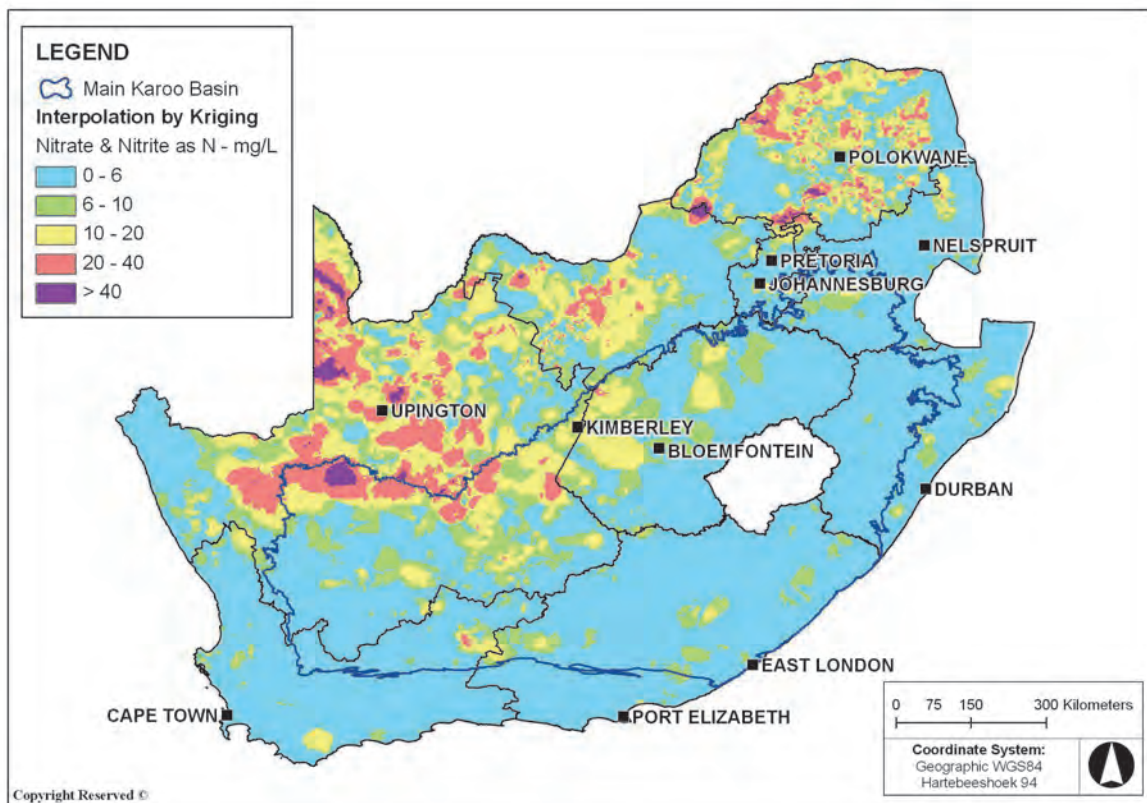 LEGEND
Main Karoo Basin
Interpolation by Kriging
Nitrate & Nitrite as N - mg/L
0 - 6
6 - 10
10 - 20
20 - 40
> 40
POLOKWANE
NELSPRUIT
PRETORIA
JOHANNESBURG
UPINGTON
KIMBERLEY
BLOEMFONTEIN
DURBAN
EAST LONDON
CAPE TOWN
PORT ELIZABETH
0 75 150 300 Kilometers
Coordinate System:
Geographic WGS84
Hartebeeshoek 94
Copyright Reserved ©